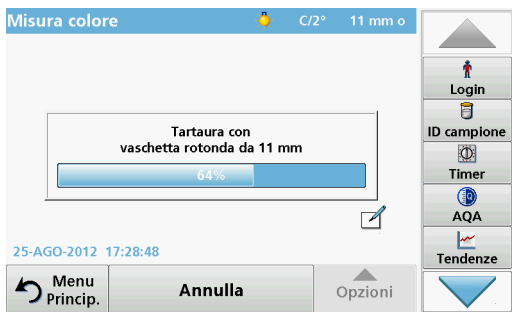 Misura colore C/2° 11 mm o
Tartaura con
vaschetta rotonda da 11 mm
64%
25-AGO-2012 17:28:48
Menu
Princip.
Annulla
Opzioni
Login
ID campione
Timer
AQA
Tendenze